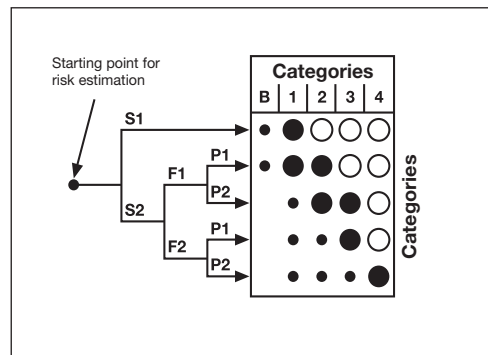 Starting point for
risk estimation
Categories
B 1 2 3 4
S1
P1
F1
P2
S2
P1
F2
P2
Categories